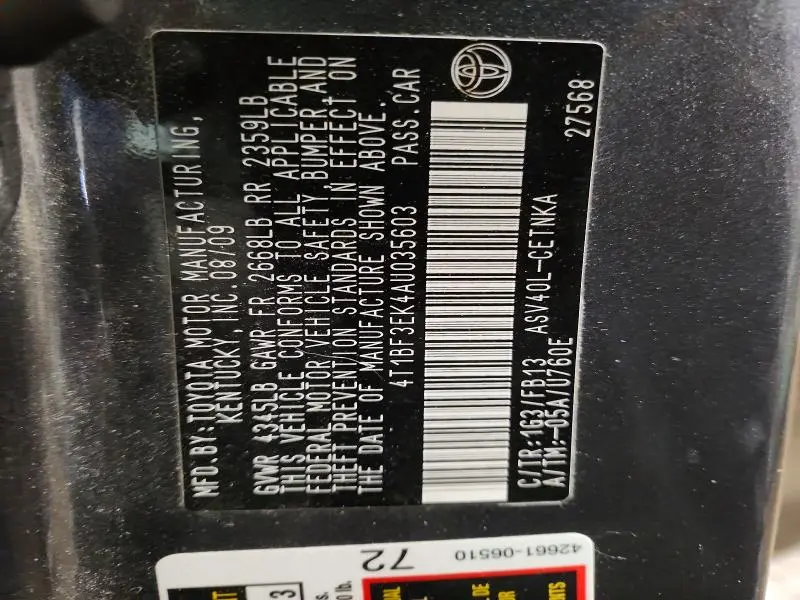 MFD.BY:TOYOTA MOTOR MANUFACTURING,
KENTUCKY, INC.08/09
GVWR 4345LB GAWR FR 2668LB RR 2359LB
THIS VEHICLE CONFORMS TO ALL APPLICABLE
FEDERAL MOTOR VEHICLE SAFETY, BUMPER, AND
THEFT PREVENTION STANDARDS IN EFFECT ON
THE DATE OF MANUFACTURE SHOWN ABOVE.
4T1BF3EK4AU035603 PASS.CAR
C/TR:1G3/FB13 ASV40L-CETNKA
A/TM:-05A/U760E 27568
42661-06510
72
3
DE